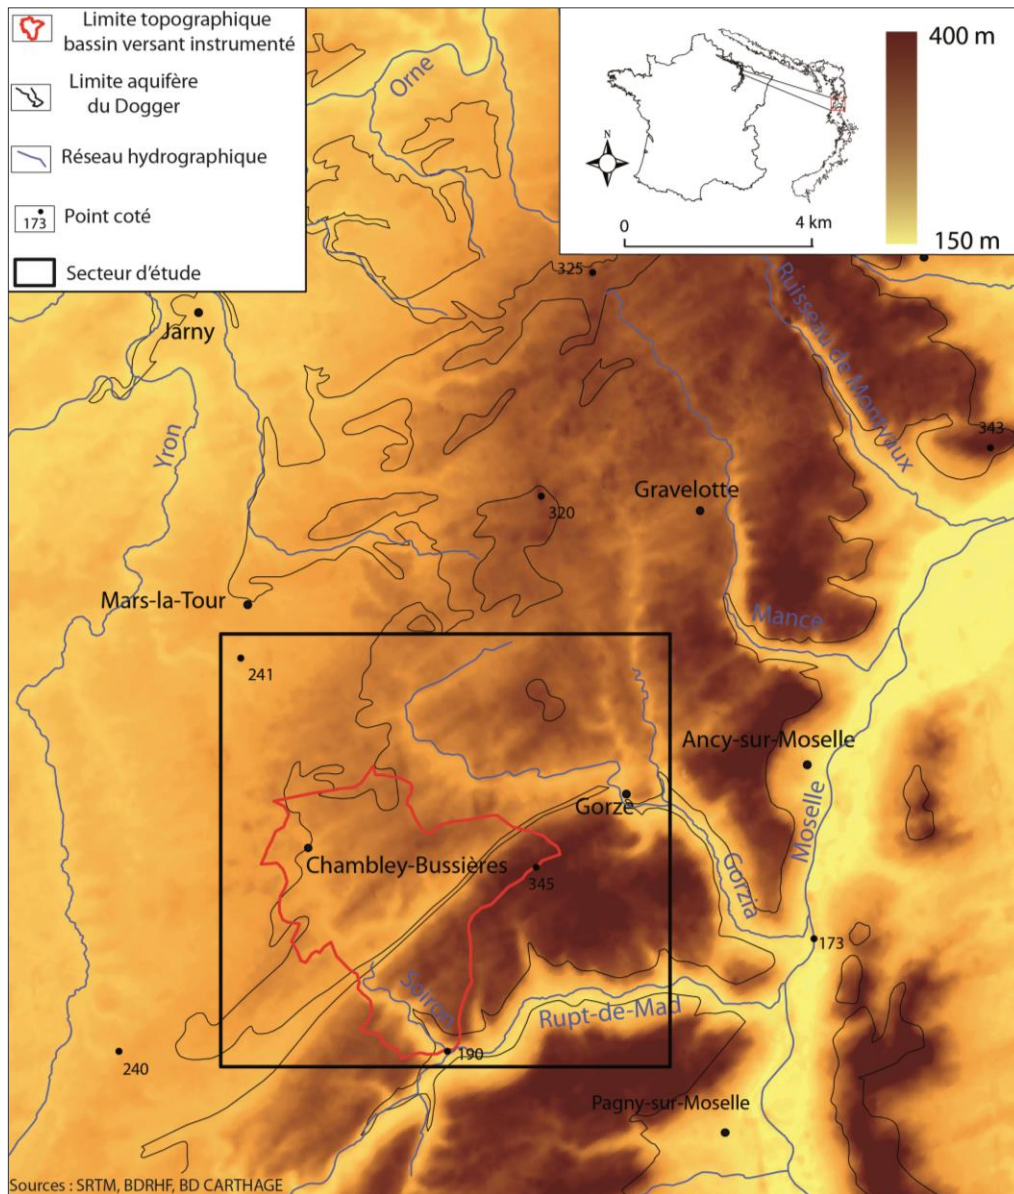 Limite topographique
bassin versant instrumenté
Limite aquifère
du Dogger
Réseau hydrographique
173
Point coté
Secteur d'étude
N
0
4 km
400 m
150 m
Orne
325
Ruisseau de Montvaux
Jarny
Yron
343
Gravelotte
320
Mars-la-Tour
Mance
241
Ancy-sur-Moselle
Moselle
Gorze
Chambley-Bussières
345
Gorzia
173
Soiron
Rupt-de-Mad
240
190
Pagny-sur-Moselle
Sources : SRTM, BDRHF, BD CARTHAGE